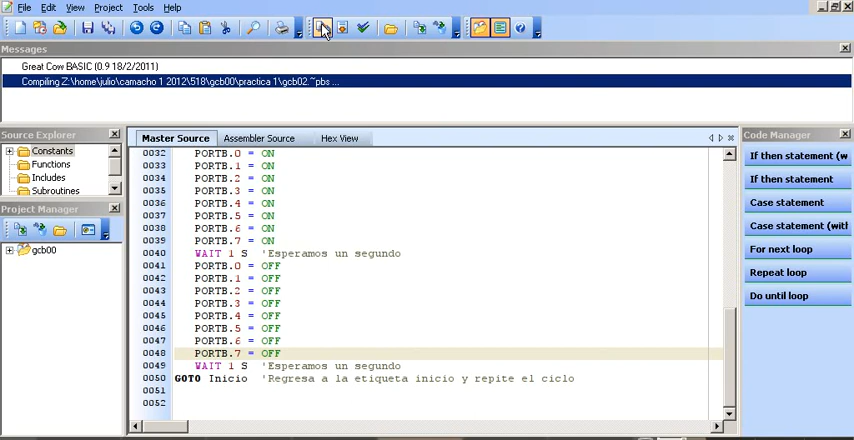 File Edit View Project Tools Help
Messages
Great Cow BASIC (0.9 18/2/2011)
Compiling Z:\home\julio\camacho 1 2012\518\gcb00\practica 1\gcb02.~pbs ...
Source Explorer
Constants
Functions
Includes
Subroutines
Project Manager
gcb00
Master Source Assembler Source Hex View
0032 PORTB.0 = ON
0033 PORTB.1 = ON
0034 PORTB.2 = ON
0035 PORTB.3 = ON
0036 PORTB.4 = ON
0037 PORTB.5 = ON
0038 PORTB.6 = ON
0039 PORTB.7 = ON
0040 WAIT 1 S 'Esperamos un segundo
0041 PORTB.0 = OFF
0042 PORTB.1 = OFF
0043 PORTB.2 = OFF
0044 PORTB.3 = OFF
0045 PORTB.4 = OFF
0046 PORTB.5 = OFF
0047 PORTB.6 = OFF
0048 PORTB.7 = OFF
0049 WAIT 1 S 'Esperamos un segundo
0050 GOTO Inicio 'Regresa a la etiqueta inicio y repite el ciclo
0051
0052
Code Manager
If then statement (w
If then statement
Case statement
Case statement (with
For next loop
Repeat loop
Do until loop